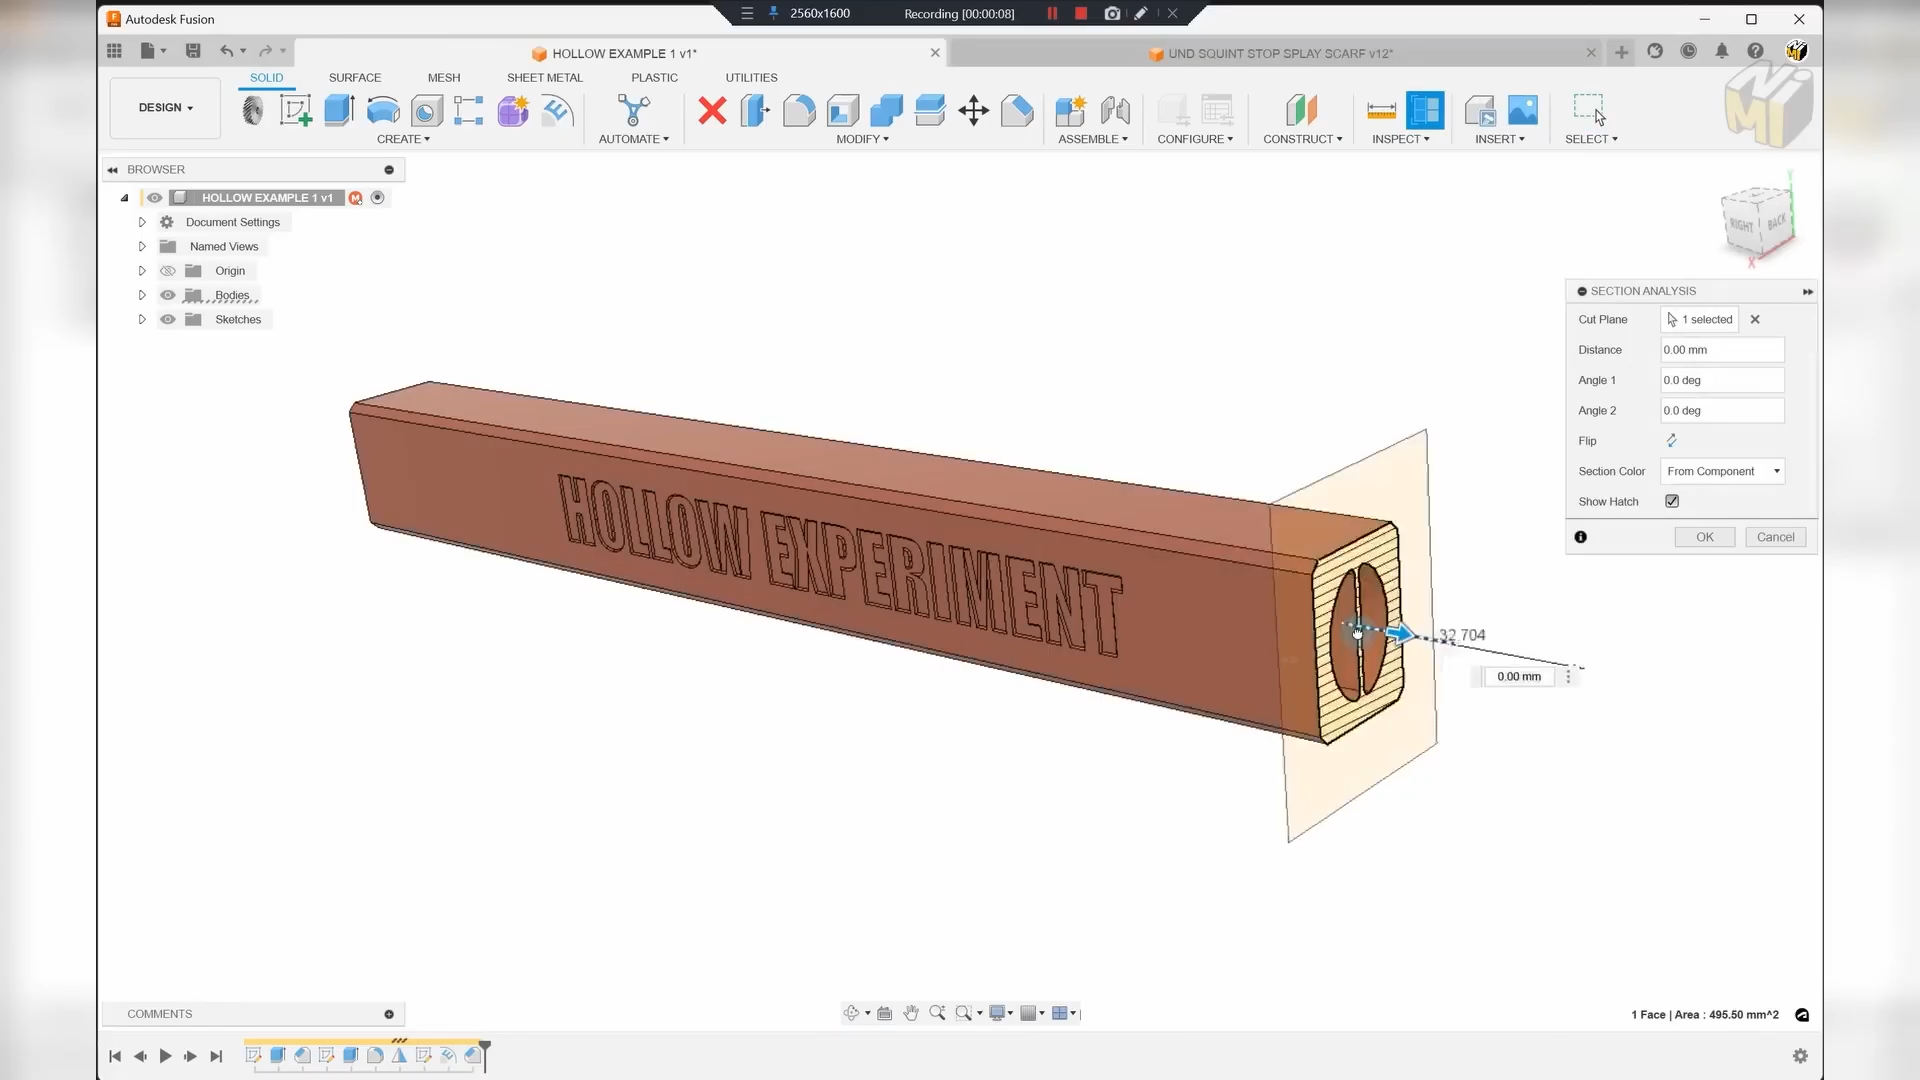 2560x1600
Recording [00:00:08]
Autodesk Fusion
HOLLOW EXAMPLE 1 v1*
UND SQUINT STOP SPLAY SCARF v12*
SOLID
SURFACE
MESH
SHEET METAL
PLASTIC
UTILITIES
DESIGN
CREATE
AUTOMATE
MODIFY
ASSEMBLE
CONFIGURE
CONSTRUCT
INSPECT
INSERT
SELECT
BROWSER
HOLLOW EXAMPLE 1 v1
M
Document Settings
Named Views
Origin
Bodies
Sketches
Y
RIGHT
BACK
X
SECTION ANALYSIS
Cut Plane
1 selected
Distance
0.00 mm
Angle 1
0.0 deg
Angle 2
0.0 deg
Flip
Section Color
From Component
Show Hatch
OK
Cancel
HOLLOW EXPERIMENT
32.704
0.00 mm
COMMENTS
1 Face | Area : 495.50 mm^2